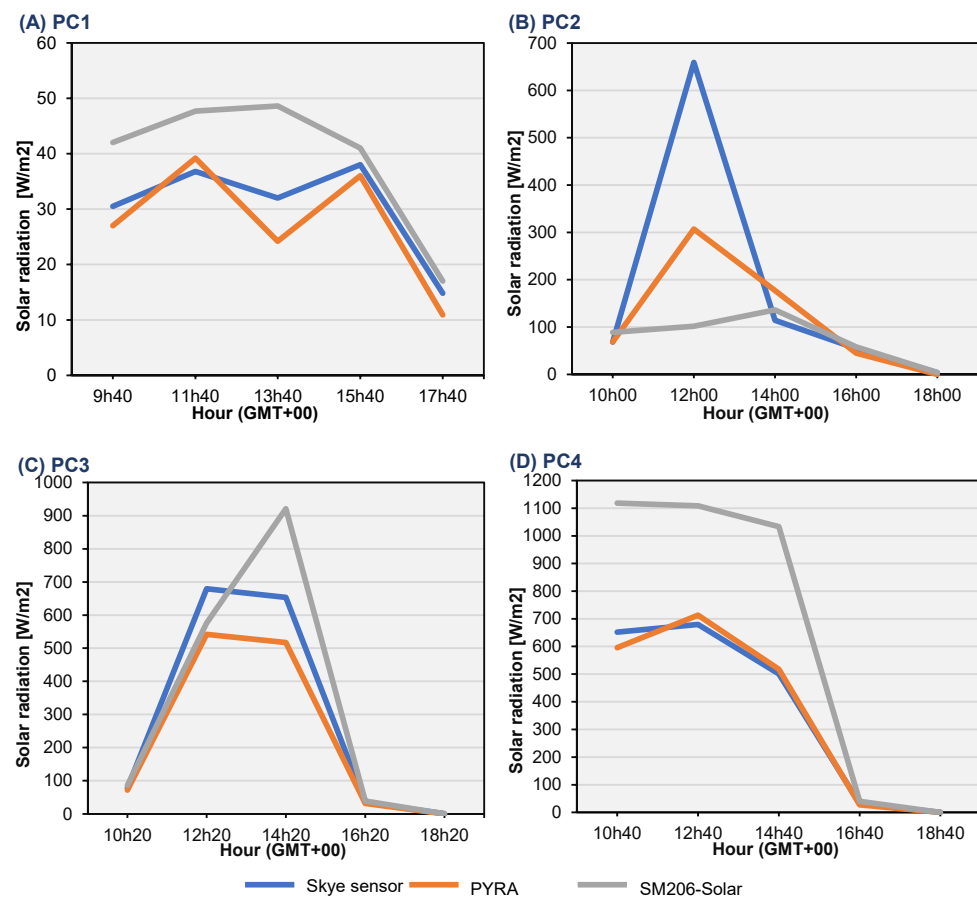 (A) PC1
60
50
40
30
20
10
0
Solar radiation [W/m2]
9h40 11h40 13h40 15h40 17h40
Hour (GMT+00)
(B) PC2
700
600
500
400
300
200
100
0
Solar radiation [W/m2]
10h00 12h00 14h00 16h00 18h00
Hour (GMT+00)
(C) PC3
1000
900
800
700
600
500
400
300
200
100
0
Solar radiation [W/m2]
10h20 12h20 14h20 16h20 18h20
Hour (GMT+00)
(D) PC4
1200
1100
1000
900
800
700
600
500
400
300
200
100
0
Solar radiation [W/m2]
10h40 12h40 14h40 16h40 18h40
Hour (GMT+00)
Skye sensor PYRA SM206-Solar